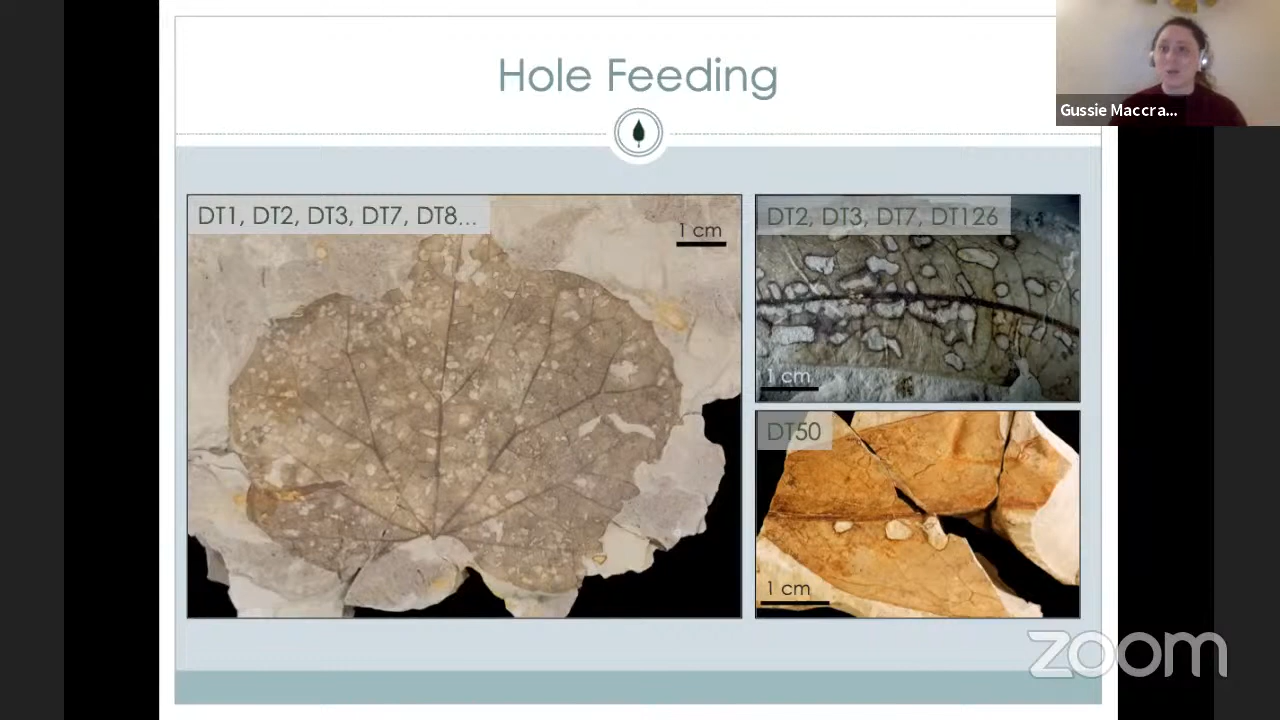 Hole Feeding
Gussie Maccra...
DT1, DT2, DT3, DT7, DT8...
1 cm
DT2, DT3, DT7, DT126
1 cm
DT50
1 cm
zoom